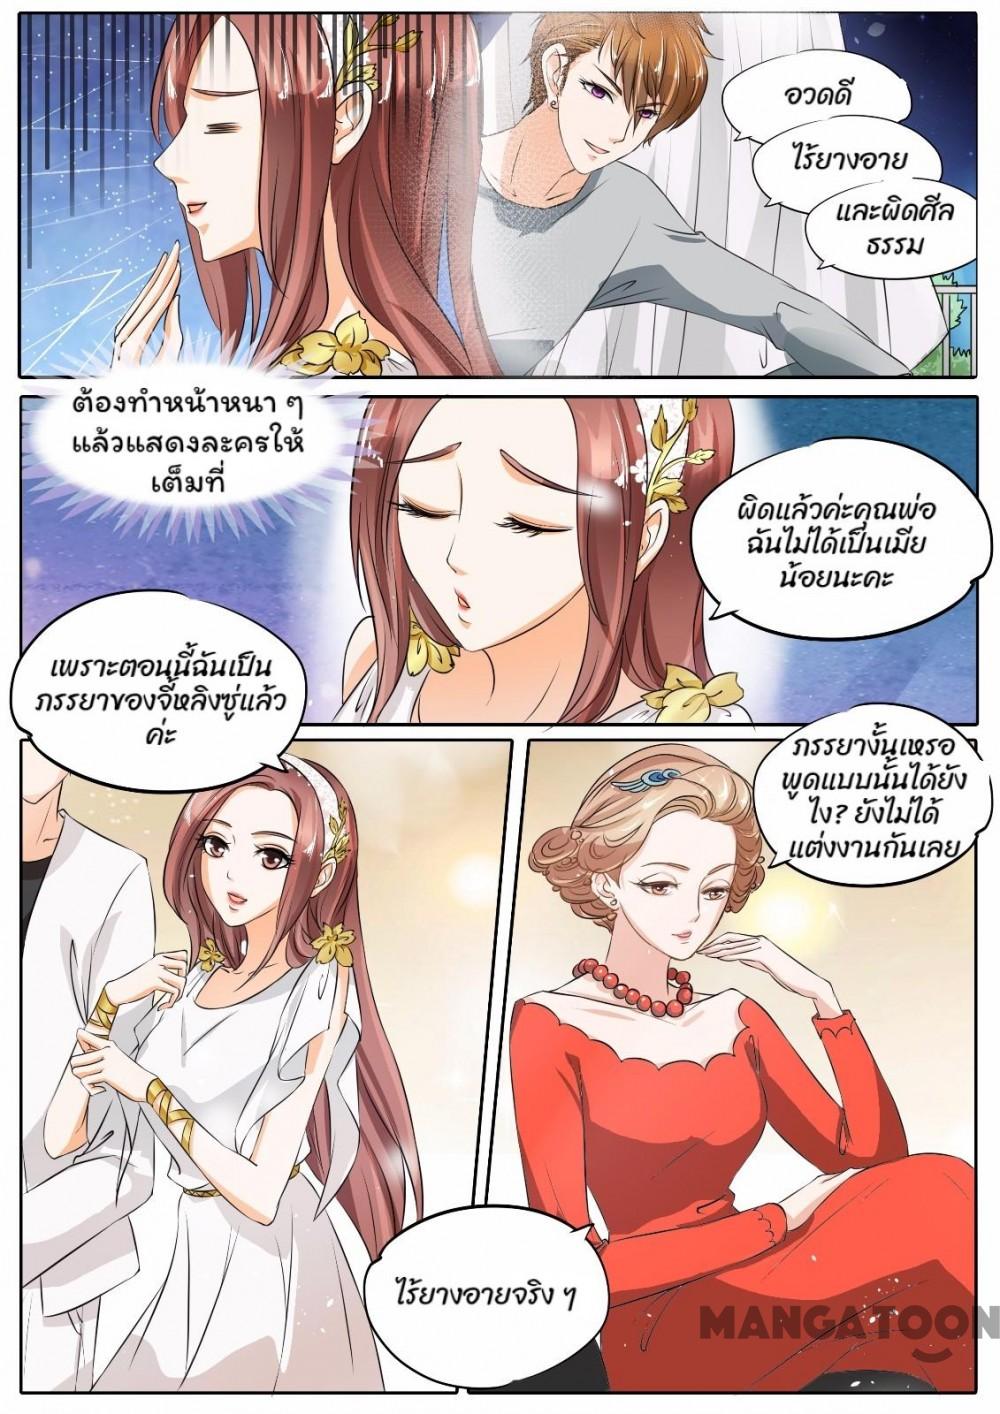 อวดดี
ไร้ยางอาย
และผิดศีล
ธรรม
ต้องทำหน้าหนา ๆ
แล้วแสดงละครให้
เต็มที่
ผิดแล้วค่ะคุณพ่อ
ฉันไม่ได้เป็นเมีย
น้อยนะคะ
เพราะตอนนี้ฉันเป็น
ภรรยาของจี้หลิงซู่แล้ว
ค่ะ
ภรรยางั้นเหรอ
พูดแบบนั้นได้ยัง
ไง? ยังไม่ได้
แต่งงานกันเลย
ไร้ยางอายจริง ๆ
MANGATOON